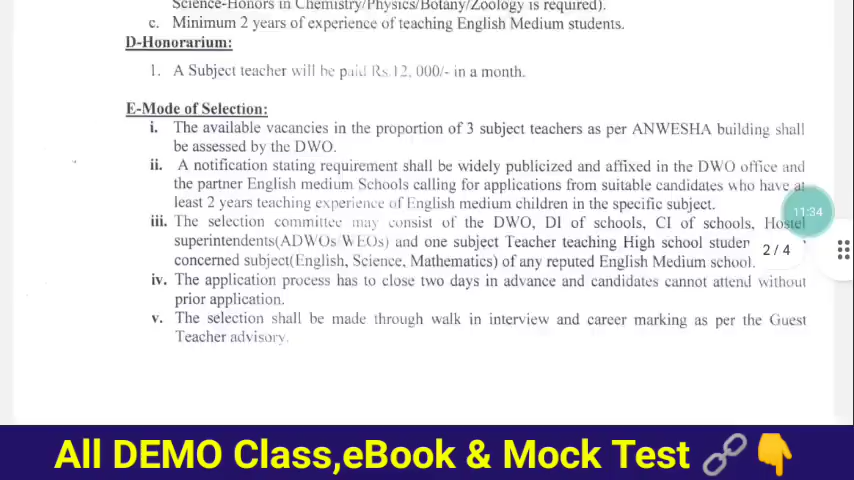 Science-Honors in Chemistry/Physics/Botany/Zoology is required).
c. Minimum 2 years of experience of teaching English Medium students.
D-Honorarium:
1. A Subject teacher will be paid Rs.12, 000/- in a month.
E-Mode of Selection:
i. The available vacancies in the proportion of 3 subject teachers as per ANWESHA building shall
be assessed by the DWO.
ii. A notification stating requirement shall be widely publicized and affixed in the DWO office and
the partner English medium Schools calling for applications from suitable candidates who have at
least 2 years teaching experience of English medium children in the specific subject.
11:34
iii. The selection committee may consist of the DWO, DI of schools, CI of schools, Hostel
superintendents(ADWOs/WEOs) and one subject Teacher teaching High school studen
2/4
concerned subject(English, Science, Mathematics) of any reputed English Medium school.
iv. The application process has to close two days in advance and candidates cannot attend without
prior application.
v. The selection shall be made through walk in interview and career marking as per the Guest
Teacher advisory.
All DEMO Class,eBook & Mock Test